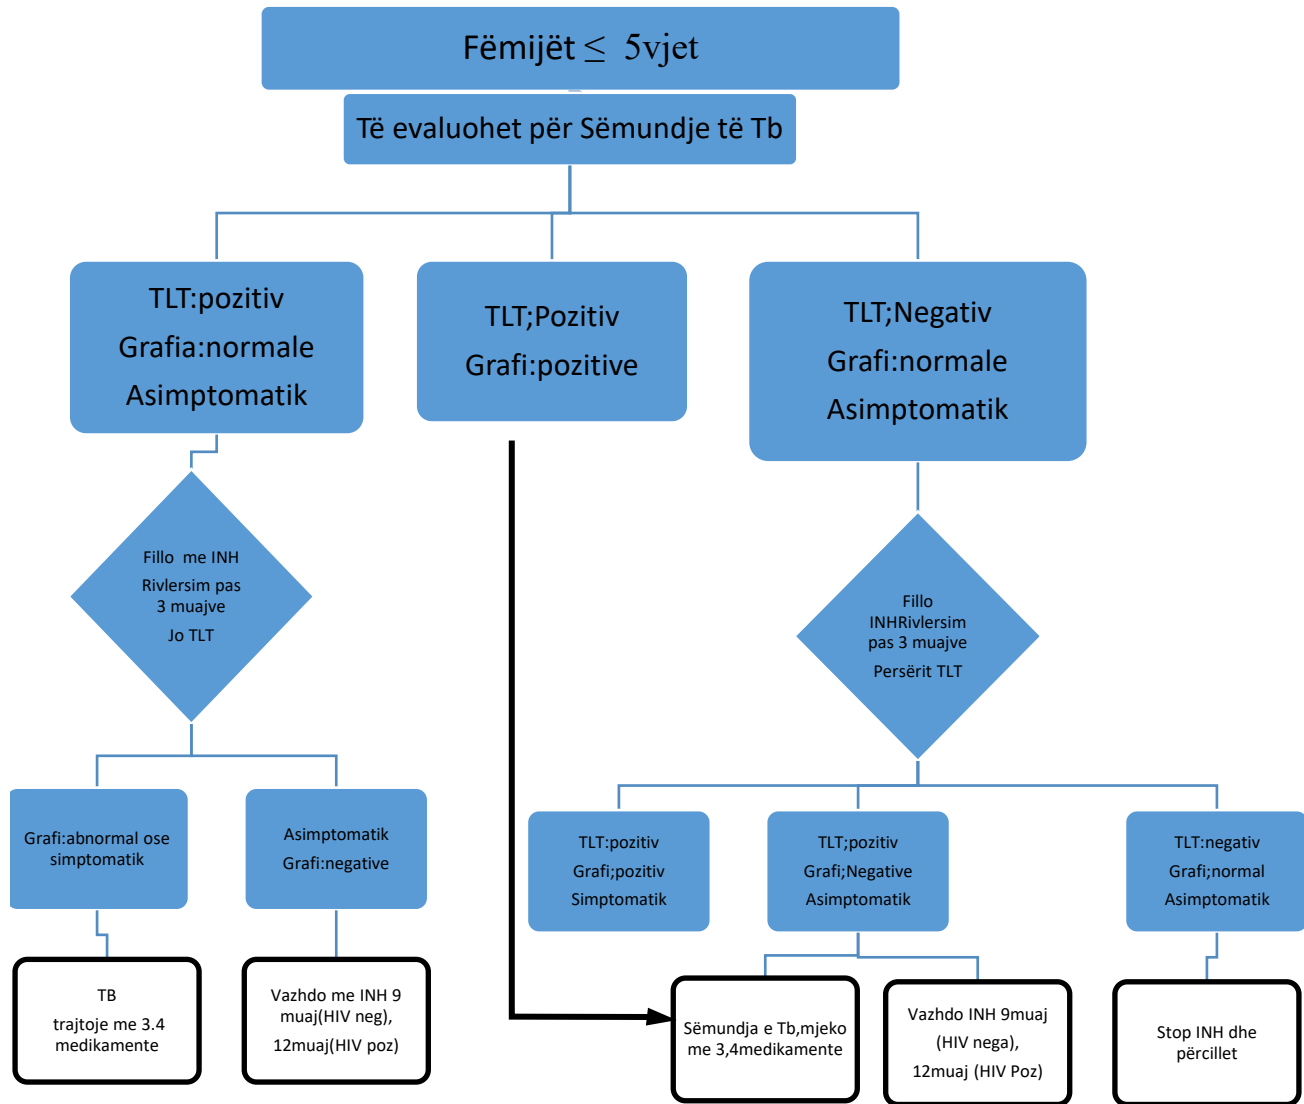 Fëmijët ≤ 5vjet
Të evaluohet për Sëmundje të Tb
TLT:pozitiv
Grafia:normale
Asimptomatik
TLT;Pozitiv
Grafi:pozitive
TLT;Negativ
Grafi:normale
Asimptomatik
Fillo me INH
Rivlersim pas
3 muajve
Jo TLT
Fillo
INHRivlersim
pas 3 muajve
Persërit TLT
Grafi:abnormal ose
simptomatik
Asimptomatik
Grafi:negative
TLT:pozitiv
Grafi;pozitiv
Simptomatik
TLT;pozitiv
Grafi;Negative
Asimptomatik
TLT:negativ
Grafi;normal
Asimptomatik
TB
trajtoje me 3.4
medikamente
Vazhdo me INH 9
muaj(HIV neg),
12muaj(HIV poz)
Sëmundja e Tb,mjeko
me 3,4medikamente
Vazhdo INH 9muaj
(HIV nega),
12muaj (HIV Poz)
Stop INH dhe
përcillet